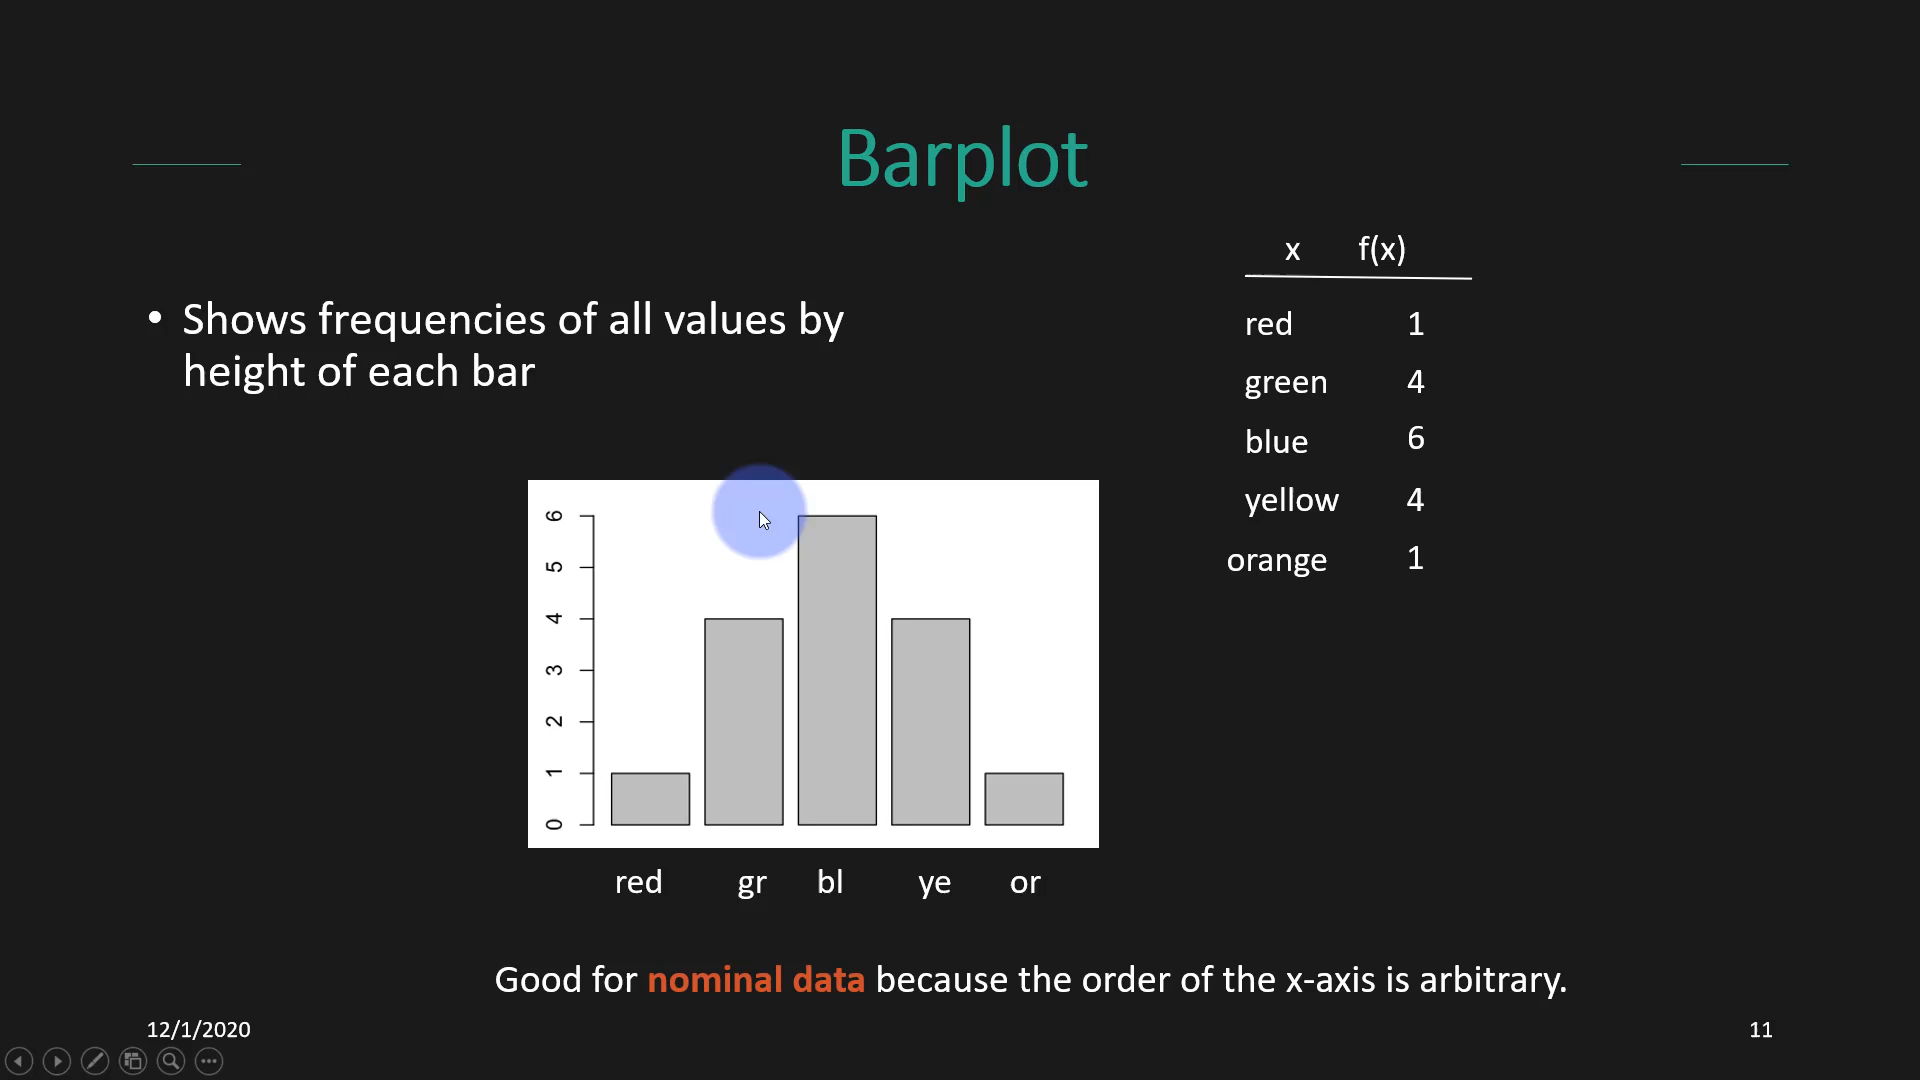 Barplot
• Shows frequencies of all values by
height of each bar
x f(x)
red 1
green 4
blue 6
yellow 4
orange 1
6
5
4
3
2
1
0
red gr bl ye or
Good for nominal data because the order of the x-axis is arbitrary.
12/1/2020
11